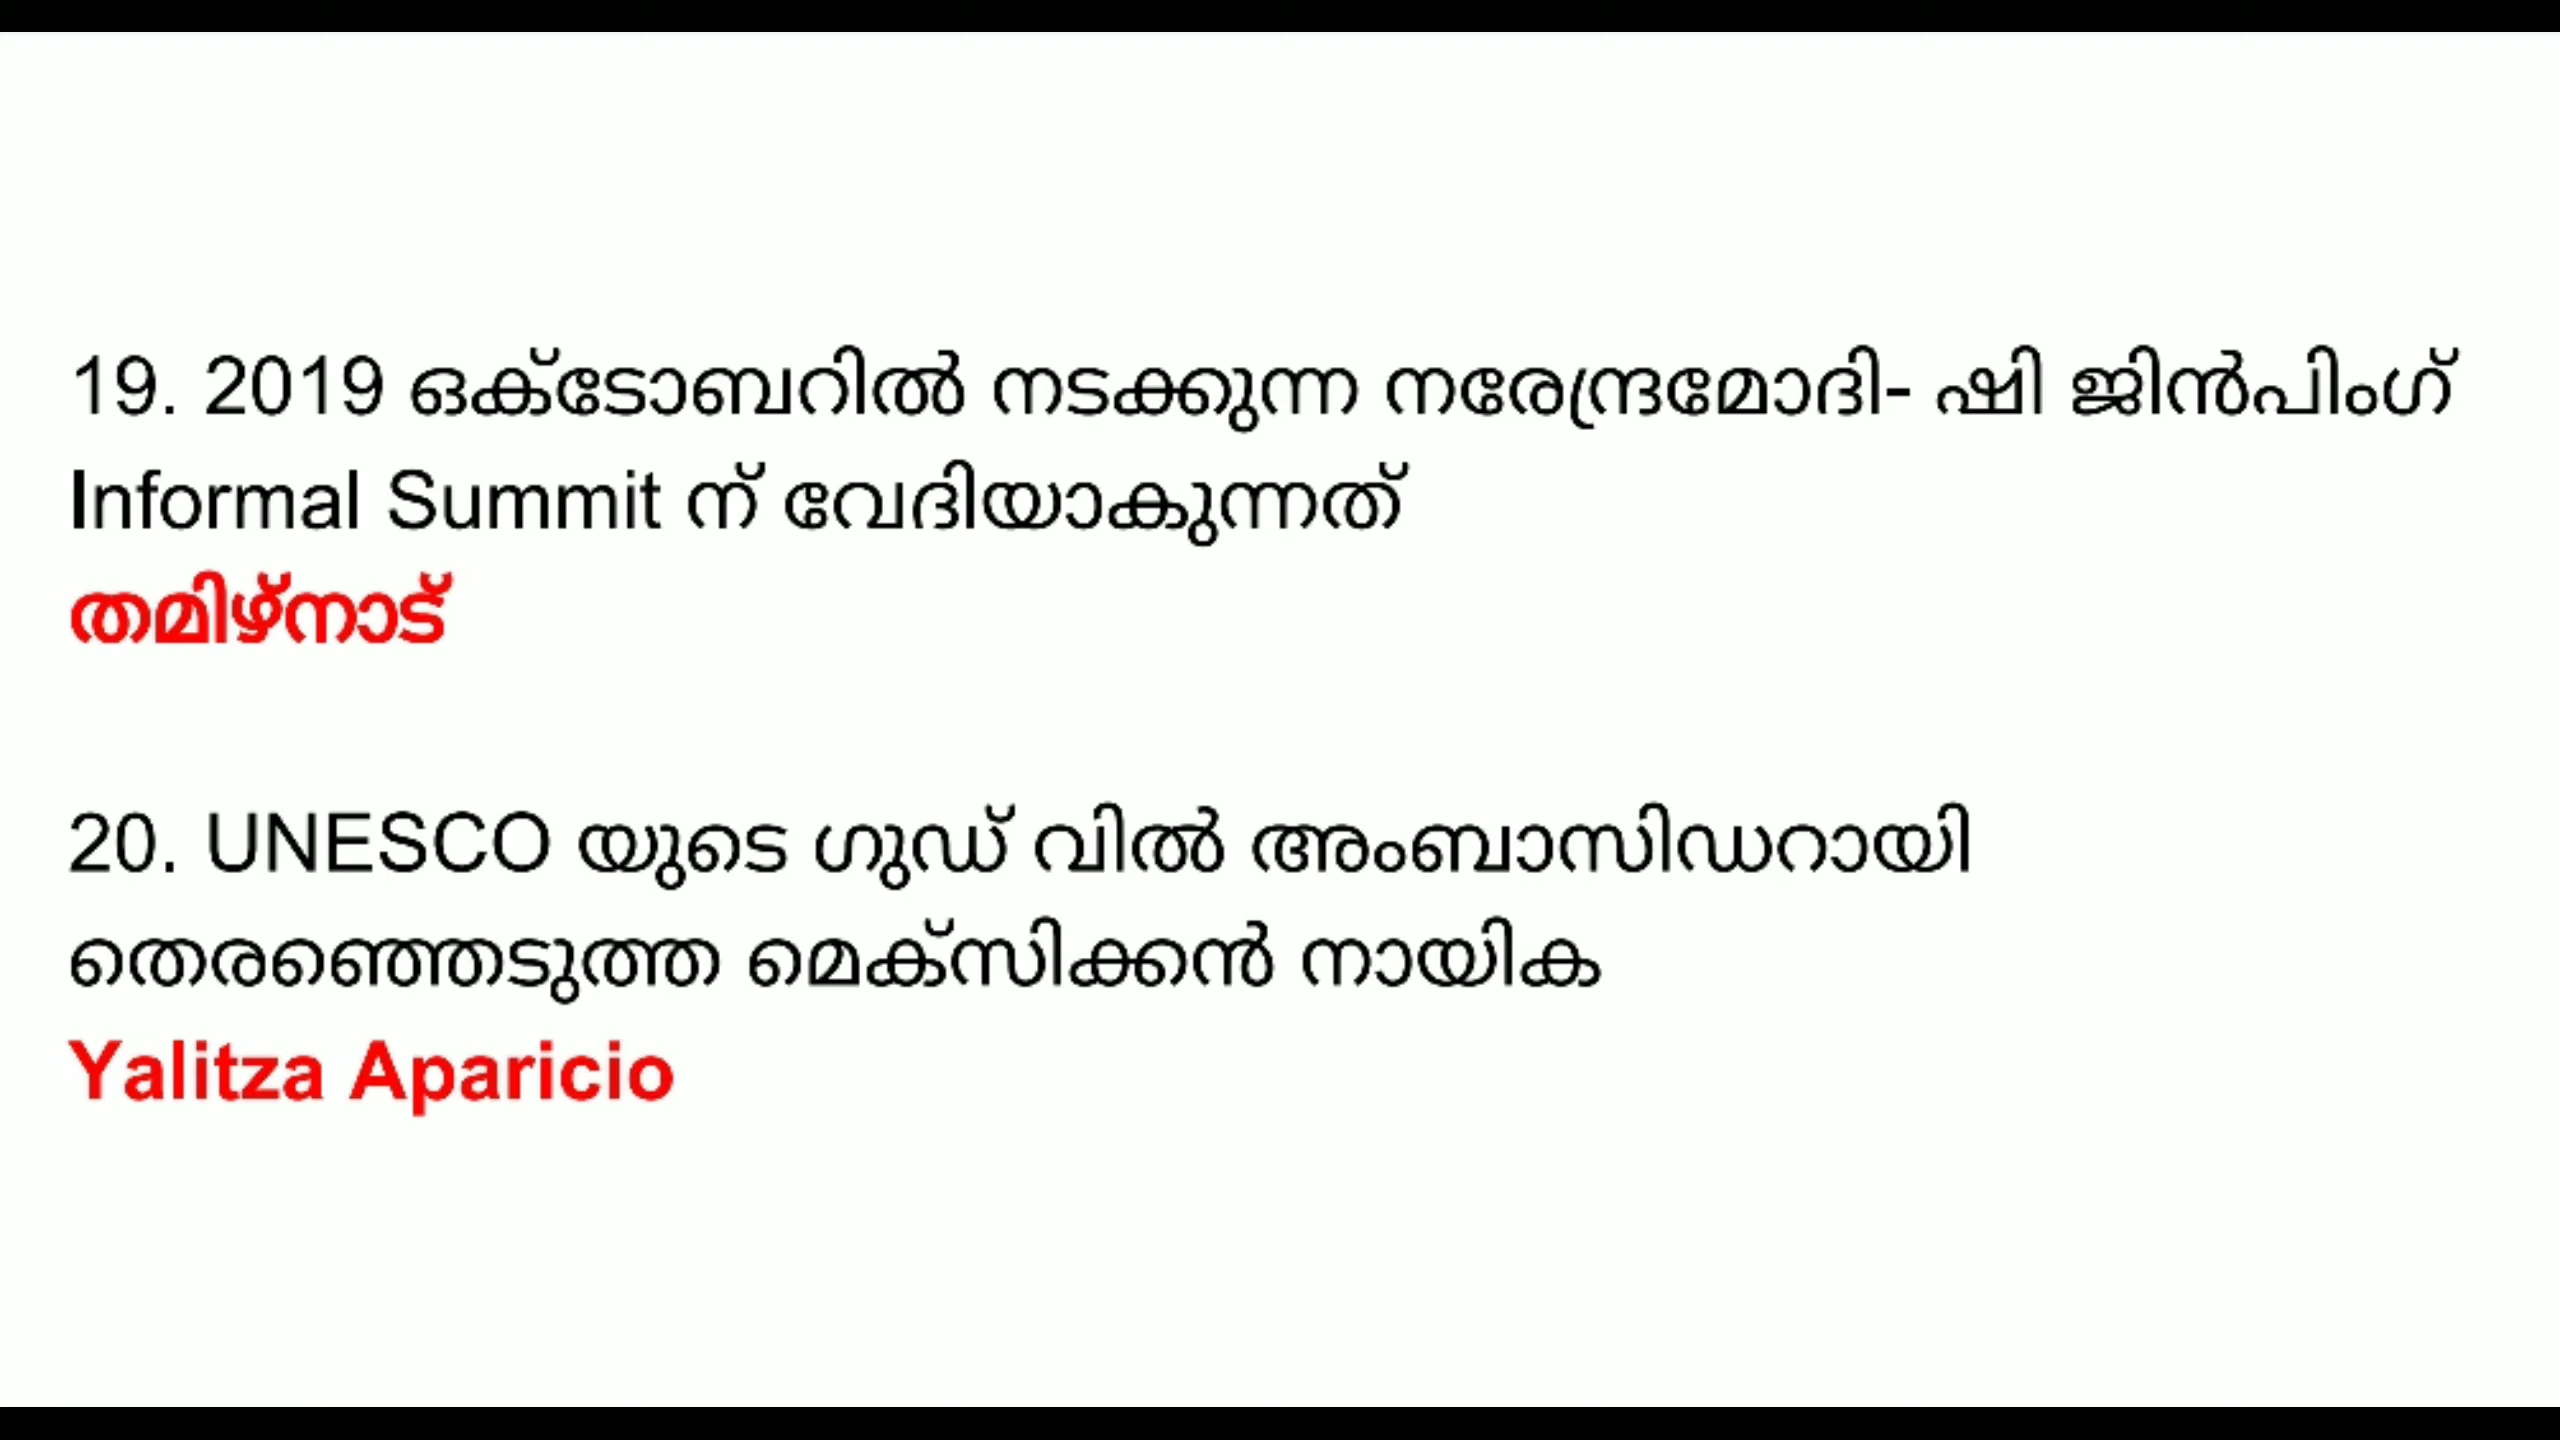 19. 2019 ഒക്ടോബറിൽ നടക്കുന്ന നരേന്ദ്രമോദി- ഷി ജിൻപിംഗ്
Informal Summit ന് വേദിയാകുന്നത്
തമിഴ്നാട്
20. UNESCO യുടെ ഗുഡ് വിൽ അംബാസിഡറായി
തെരഞ്ഞെടുത്ത മെക്സിക്കൻ നായിക
Yalitza Aparicio